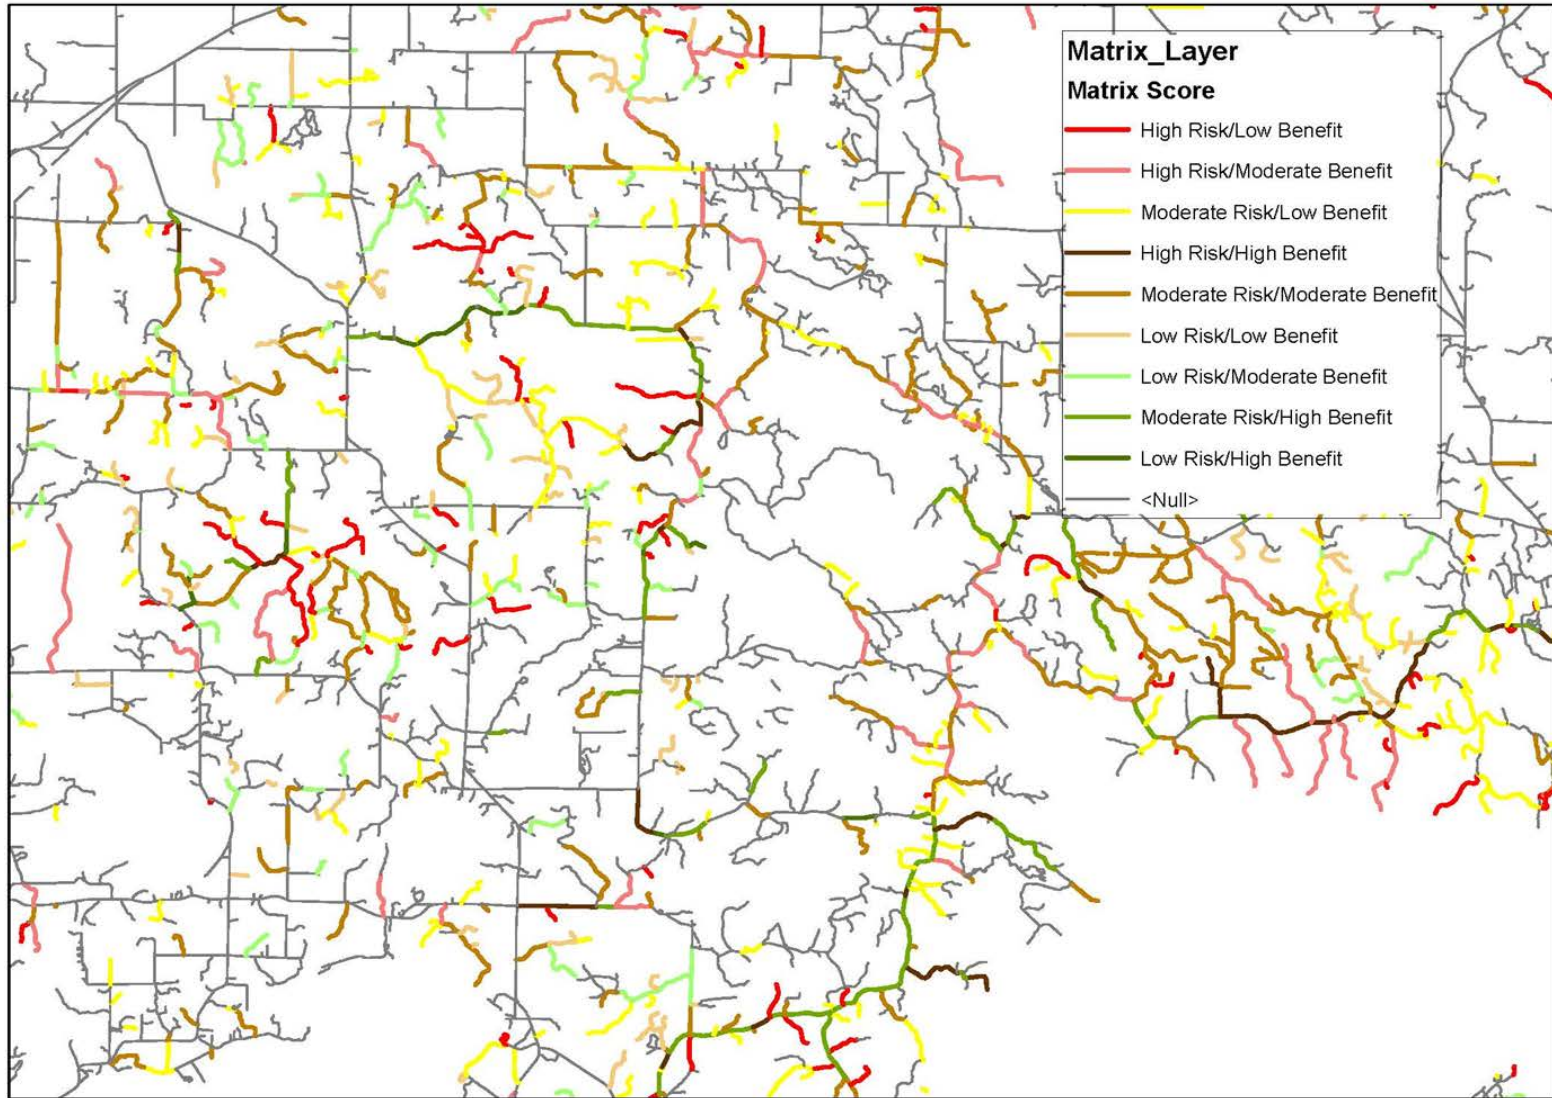 Matrix_Layer
Matrix Score
High Risk/Low Benefit
High Risk/Moderate Benefit
Moderate Risk/Low Benefit
High Risk/High Benefit
Moderate Risk/Moderate Benefit
Low Risk/Low Benefit
Low Risk/Moderate Benefit
Moderate Risk/High Benefit
Low Risk/High Benefit
<Null>